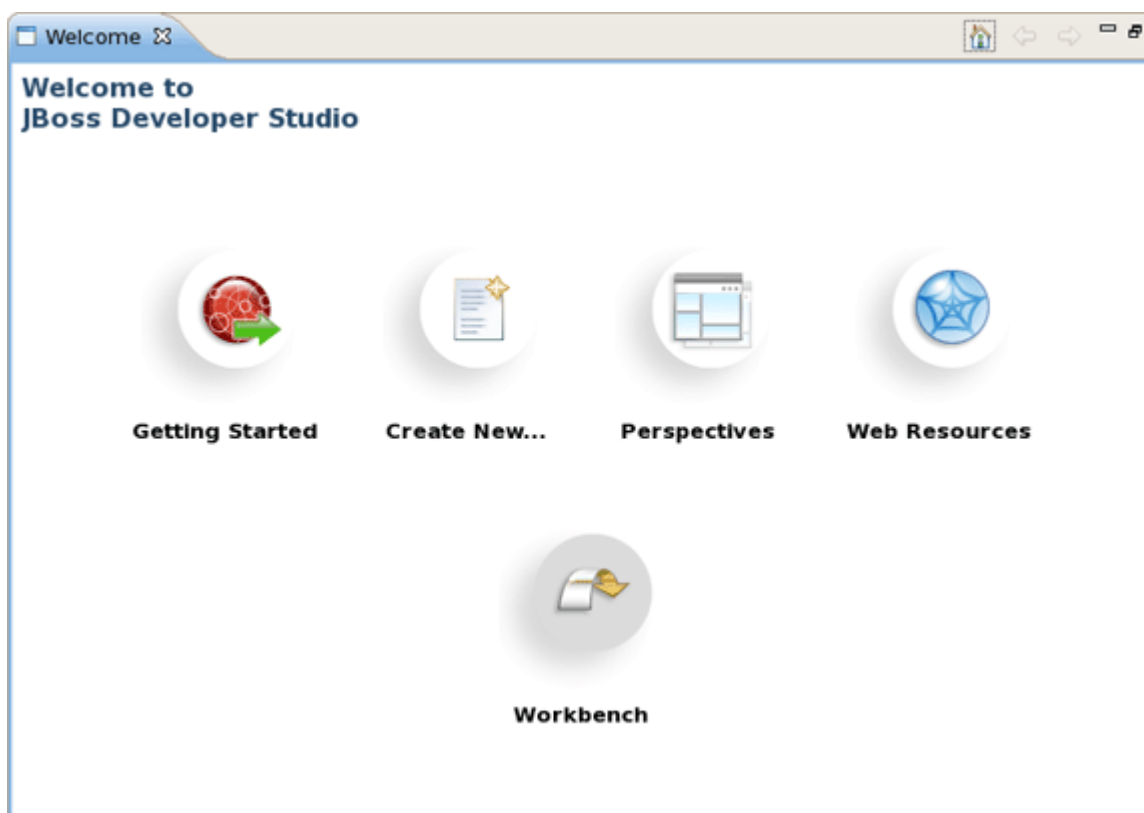 Welcome
Welcome to
JBoss Developer Studio
Getting Started
Create New...
Perspectives
Web Resources
Workbench